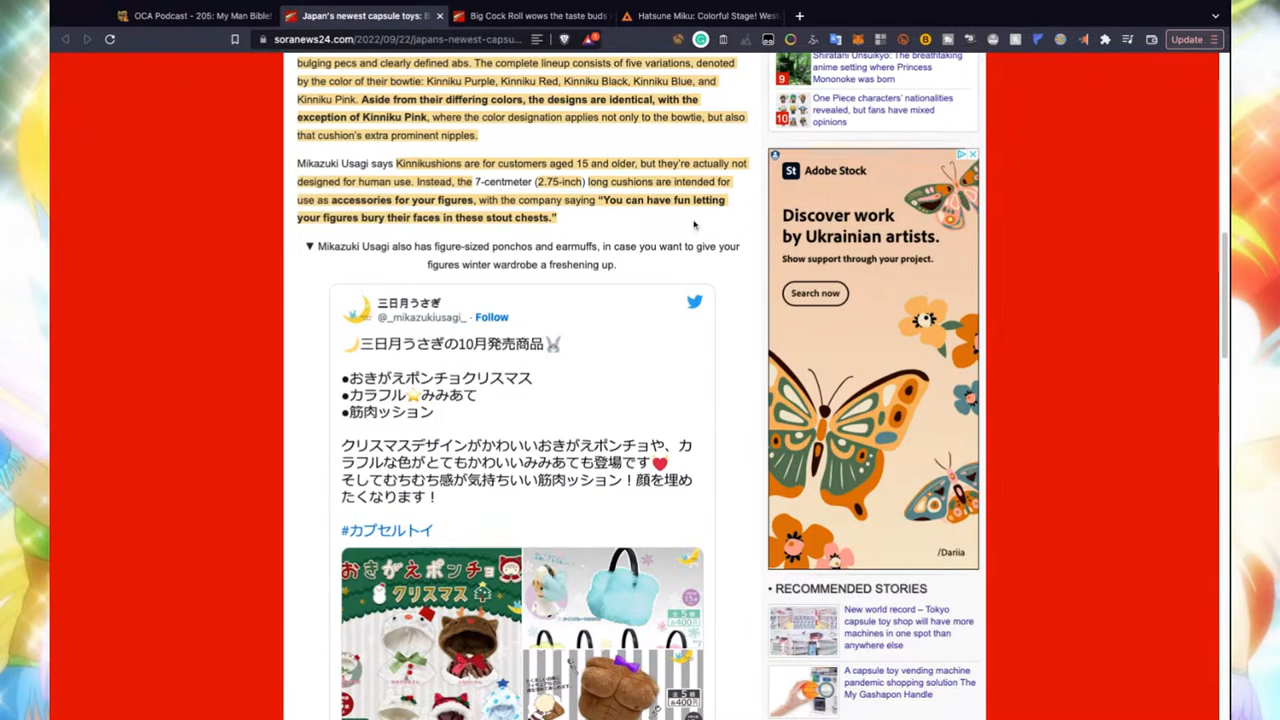 OCA Podcast - 205: My Man Bible!
Japan's newest capsule toys: B
Big Cock Roll wows the taste buds
Hatsune Miku: Colorful Stage! West
soranews24.com/2022/09/22/japans-newest-capsu...
Update
bulging pecs and clearly defined abs. The complete lineup consists of five variations, denoted
by the color of their bowtie: Kinniku Purple, Kinniku Red, Kinniku Black, Kinniku Blue, and
Kinniku Pink. Aside from their differing colors, the designs are identical, with the
exception of Kinniku Pink, where the color designation applies not only to the bowtie, but also
that cushion's extra prominent nipples.
Mikazuki Usagi says Kinnikushions are for customers aged 15 and older, but they're actually not
designed for human use. Instead, the 7-centmeter (2.75-inch) long cushions are intended for
use as accessories for your figures, with the company saying “You can have fun letting
your figures bury their faces in these stout chests.”
▼ Mikazuki Usagi also has figure-sized ponchos and earmuffs, in case you want to give your
figures winter wardrobe a freshening up.
三日月うさぎ
@_mikazukiusagi_ · Follow
🌙三日月うさぎの10月発売商品🐰
●おきがえポンチョクリスマス
●カラフル⭐みみあて
●筋肉ッション
クリスマスデザインがかわいいおきがえポンチョや、カ
ラフルな色がとてもかわいいみみあても登場です❤️
そしてむちむち感が気持ちいい筋肉ッション！顔を埋め
たくなります！
#カプセルトイ
おきがえポンチョ
クリスマス
全5種
各400円
全5種
各400円
Shiratani Unsuikyo: The breathtaking
anime setting where Princess
Mononoke was born
9
One Piece characters' nationalities
revealed, but fans have mixed
opinions
10
St Adobe Stock
Discover work
by Ukrainian artists.
Show support through your project.
Search now
/Dariia
• RECOMMENDED STORIES
New world record – Tokyo
capsule toy shop will have more
machines in one spot than
anywhere else
A capsule toy vending machine
pandemic shopping solution The
My Gashapon Handle